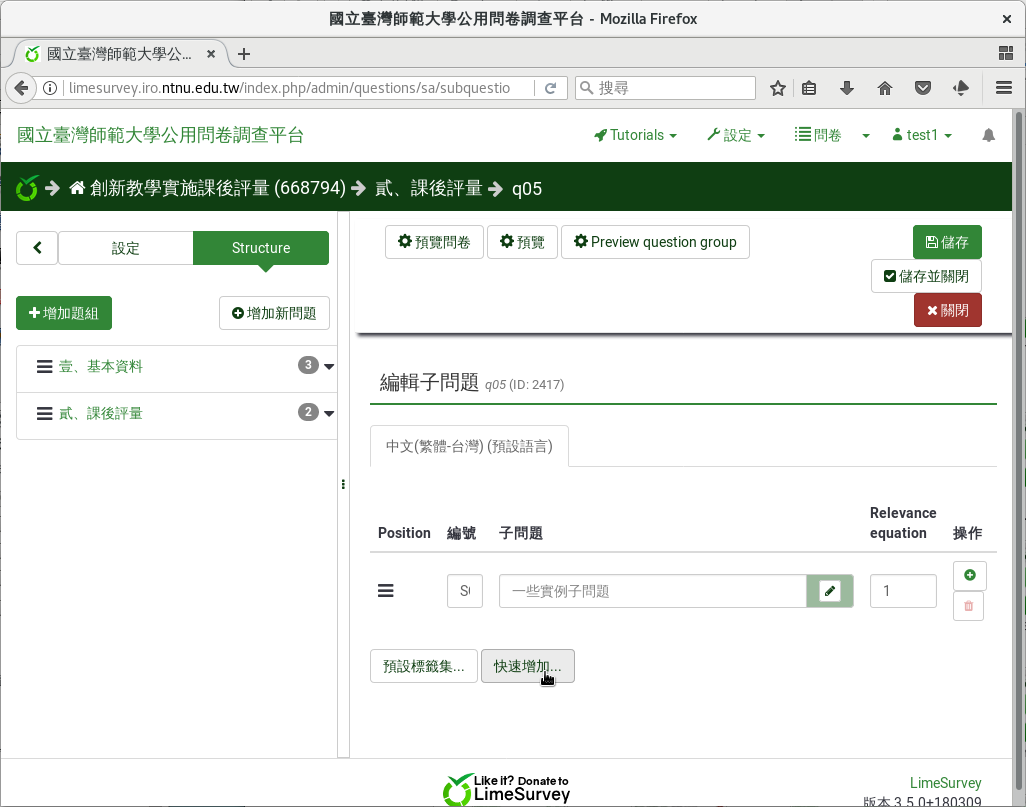 國立臺灣師範大學公用問卷調查平台 - Mozilla Firefox
國立臺灣師範大學公...
limesurvey.iro.ntnu.edu.tw/index.php/admin/questions/sa/subquestio
搜尋
國立臺灣師範大學公用問卷調查平台
Tutorials
設定
問卷
test1
創新教學實施課後評量 (668794)
貳、課後評量
q05
設定
Structure
預覽問卷
預覽
Preview question group
儲存
儲存並關閉
關閉
增加題組
增加新問題
壹、基本資料
3
貳、課後評量
2
編輯子問題 q05 (ID: 2417)
中文(繁體-台灣) (預設語言)
Position
編號
子問題
Relevance
equation
操作
一些實例子問題
1
預設標籤集...
快速增加...
Like it? Donate to
LimeSurvey
LimeSurvey
版本 3.5.0+180309